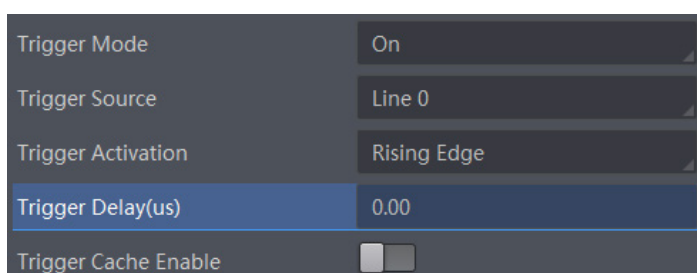 Trigger Mode On
Trigger Source Line 0
Trigger Activation Rising Edge
Trigger Delay(us) 0.00
Trigger Cache Enable